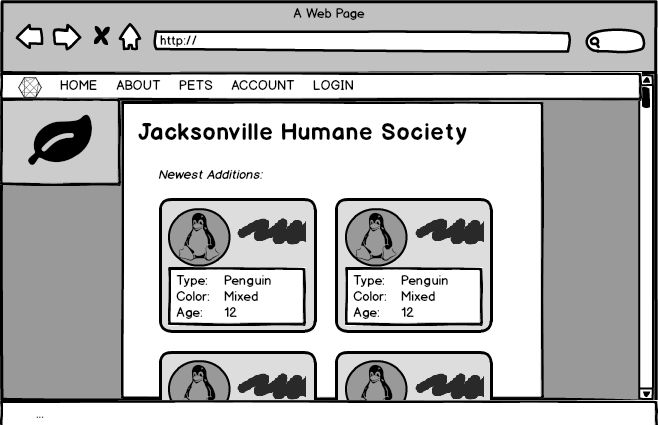 A Web Page
http://
HOME ABOUT PETS ACCOUNT LOGIN
Jacksonville Humane Society
Newest Additions:
Type: Penguin
Color: Mixed
Age: 12
Type: Penguin
Color: Mixed
Age: 12
...